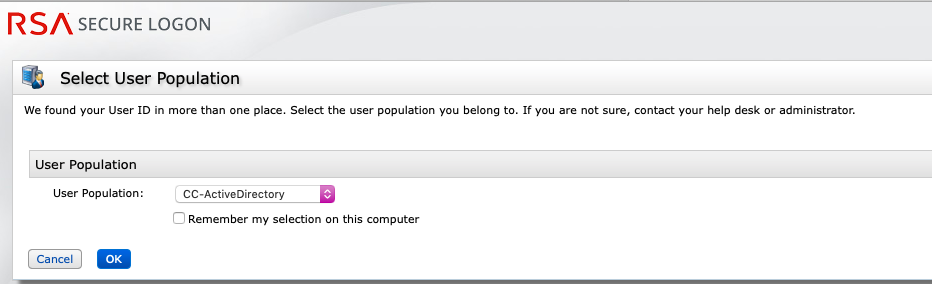 RSA SECURE LOGON
Select User Population
We found your User ID in more than one place. Select the user population you belong to. If you are not sure, contact your help desk or administrator.
User Population
User Population: CC-ActiveDirectory
Remember my selection on this computer
Cancel OK